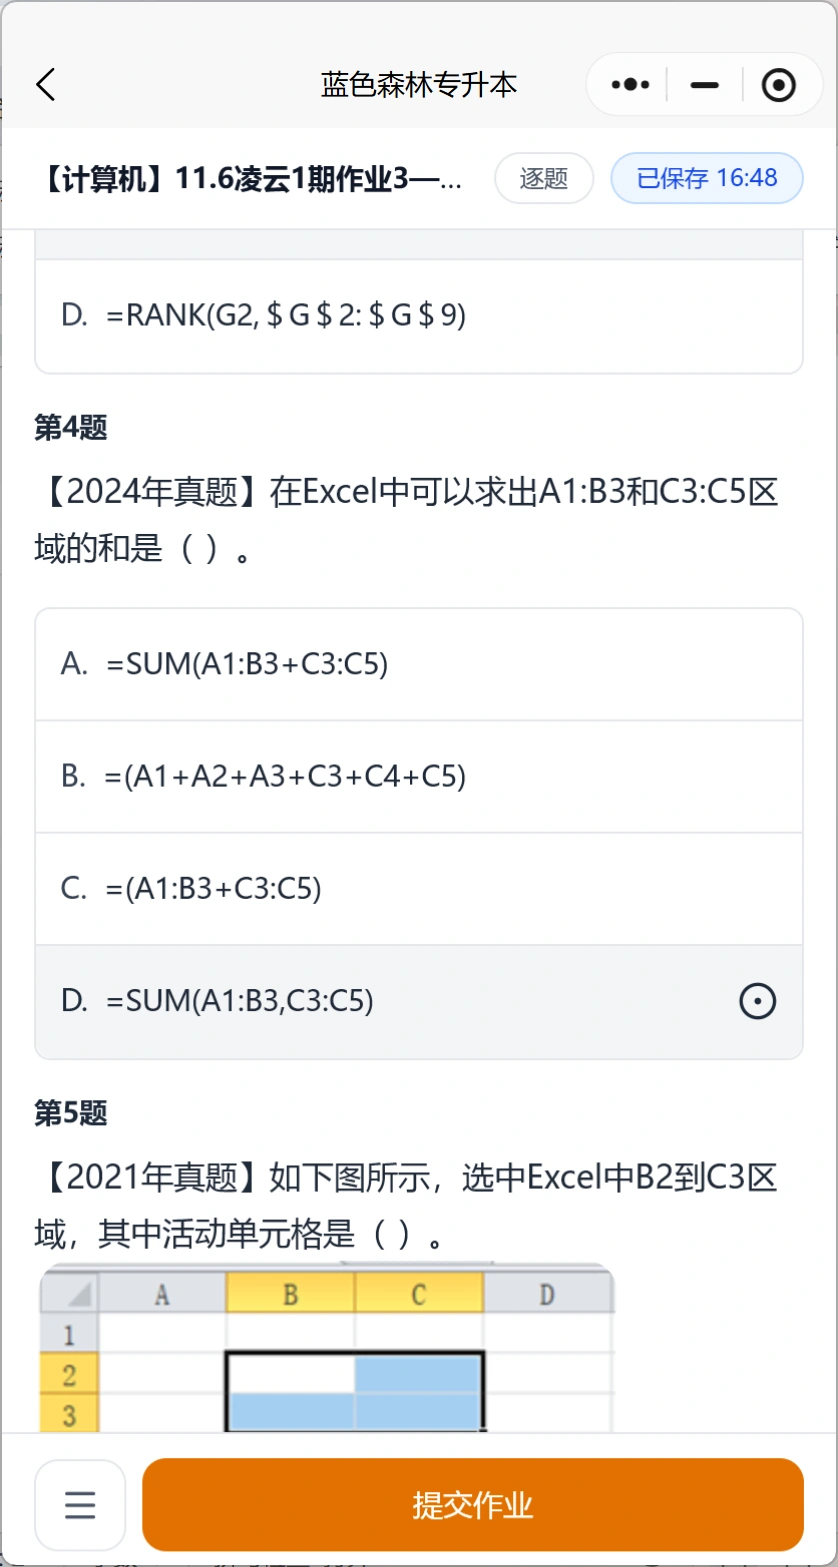 蓝色森林专升本
【计算机】11.6凌云1期作业3—...
逐题
已保存 16:48
D. =RANK(G2,$G$2:$G$9)
第4题
【2024年真题】在Excel中可以求出A1:B3和C3:C5区
域的和是（ ）。
A. =SUM(A1:B3+C3:C5)
B. =(A1+A2+A3+C3+C4+C5)
C. =(A1:B3+C3:C5)
D. =SUM(A1:B3,C3:C5)
第5题
【2021年真题】如下图所示，选中Excel中B2到C3区
域，其中活动单元格是（ ）。
A B C D
1
2
3
提交作业